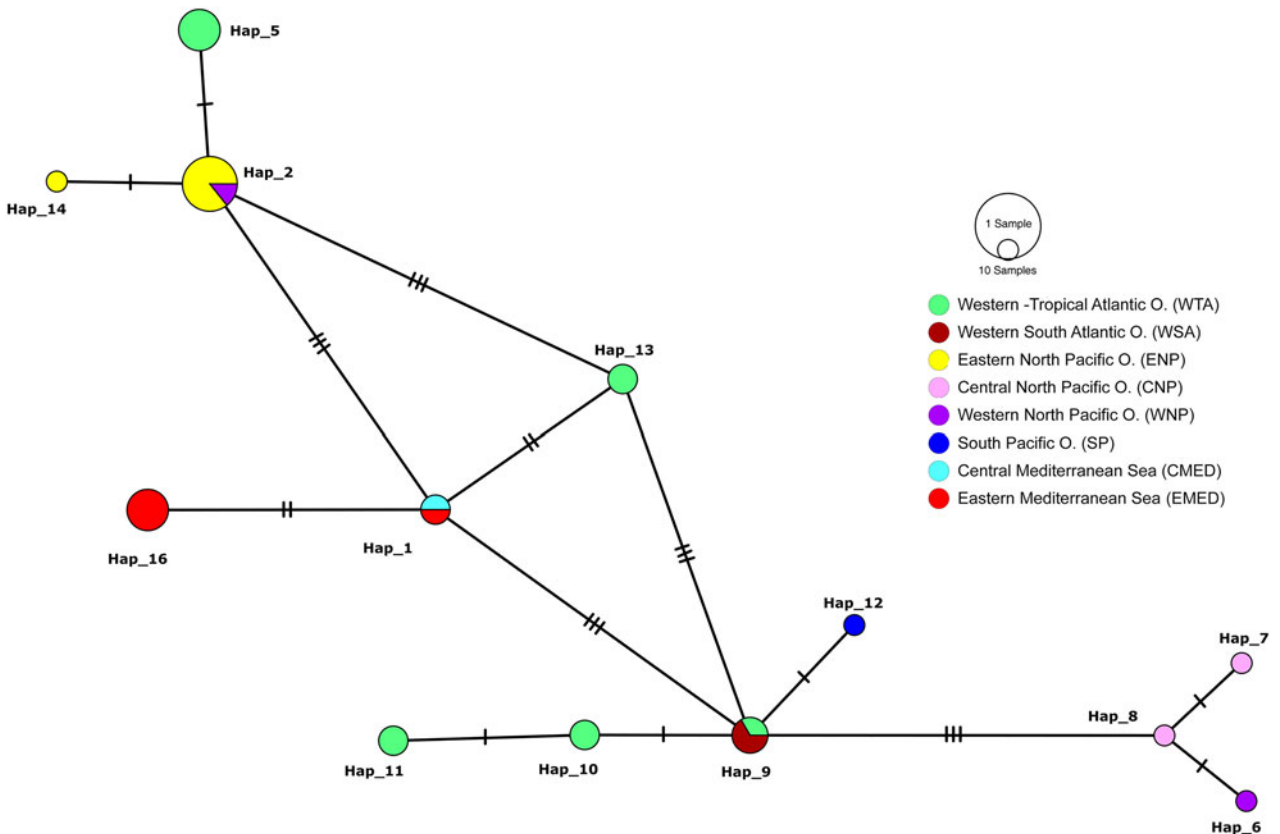 Hap_5
Hap_2
Hap_14
1 Sample
10 Samples
Western -Tropical Atlantic O. (WTA)
Western South Atlantic O. (WSA)
Eastern North Pacific O. (ENP)
Central North Pacific O. (CNP)
Western North Pacific O. (WNP)
South Pacific O. (SP)
Central Mediterranean Sea (CMED)
Eastern Mediterranean Sea (EMED)
Hap_13
Hap_16
Hap_1
Hap_12
Hap_7
Hap_8
Hap_11
Hap_10
Hap_9
Hap_6